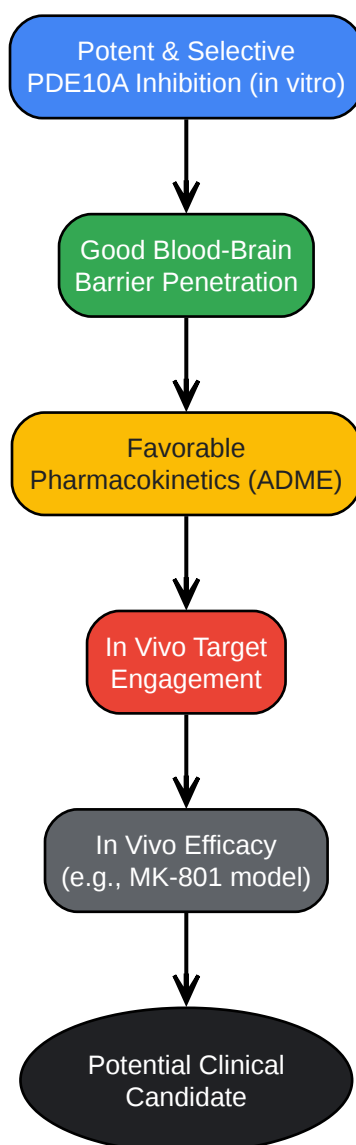 Potent & Selective
PDE10A Inhibition (in vitro)
Good Blood-Brain
Barrier Penetration
Favorable
Pharmacokinetics (ADME)
In Vivo Target
Engagement
In Vivo Efficacy
(e.g., MK-801 model)
Potential Clinical
Candidate